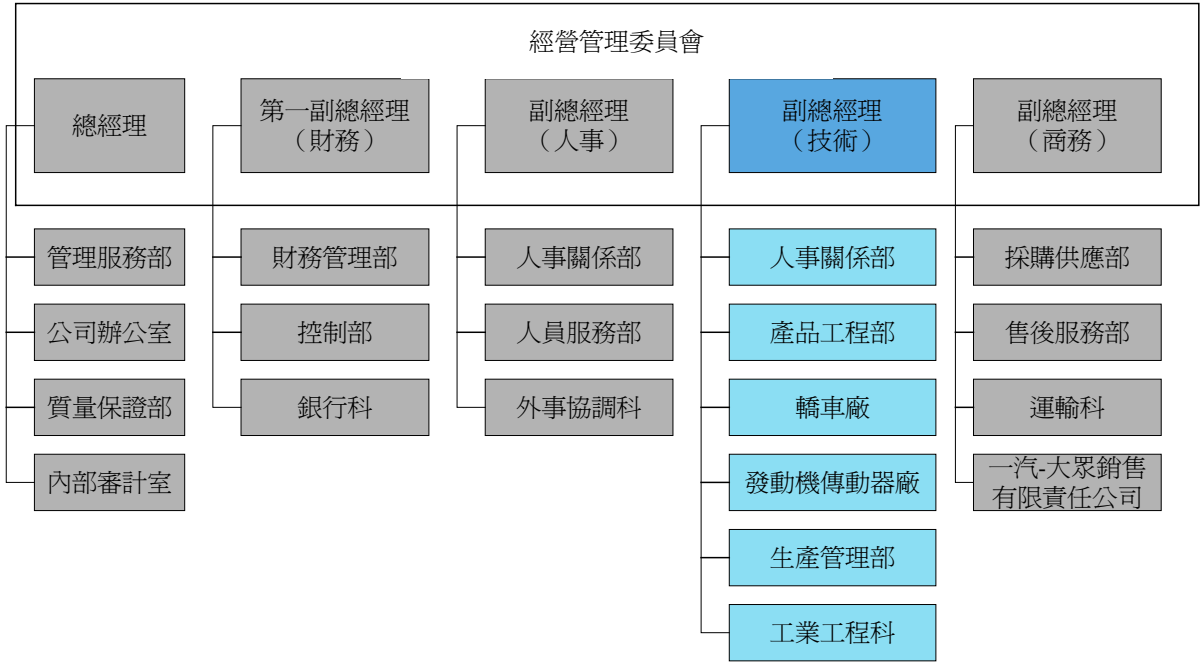 經營管理委員會
總經理
第一副總經理
（財務）
副總經理
（人事）
副總經理
（技術）
副總經理
（商務）
管理服務部
財務管理部
人事關係部
人事關係部
採購供應部
公司辦公室
控制部
人員服務部
產品工程部
售後服務部
質量保證部
銀行科
外事協調科
轎車廠
運輸科
內部審計室
發動機傳動器廠
一汽-大眾銷售
有限責任公司
生產管理部
工業工程科